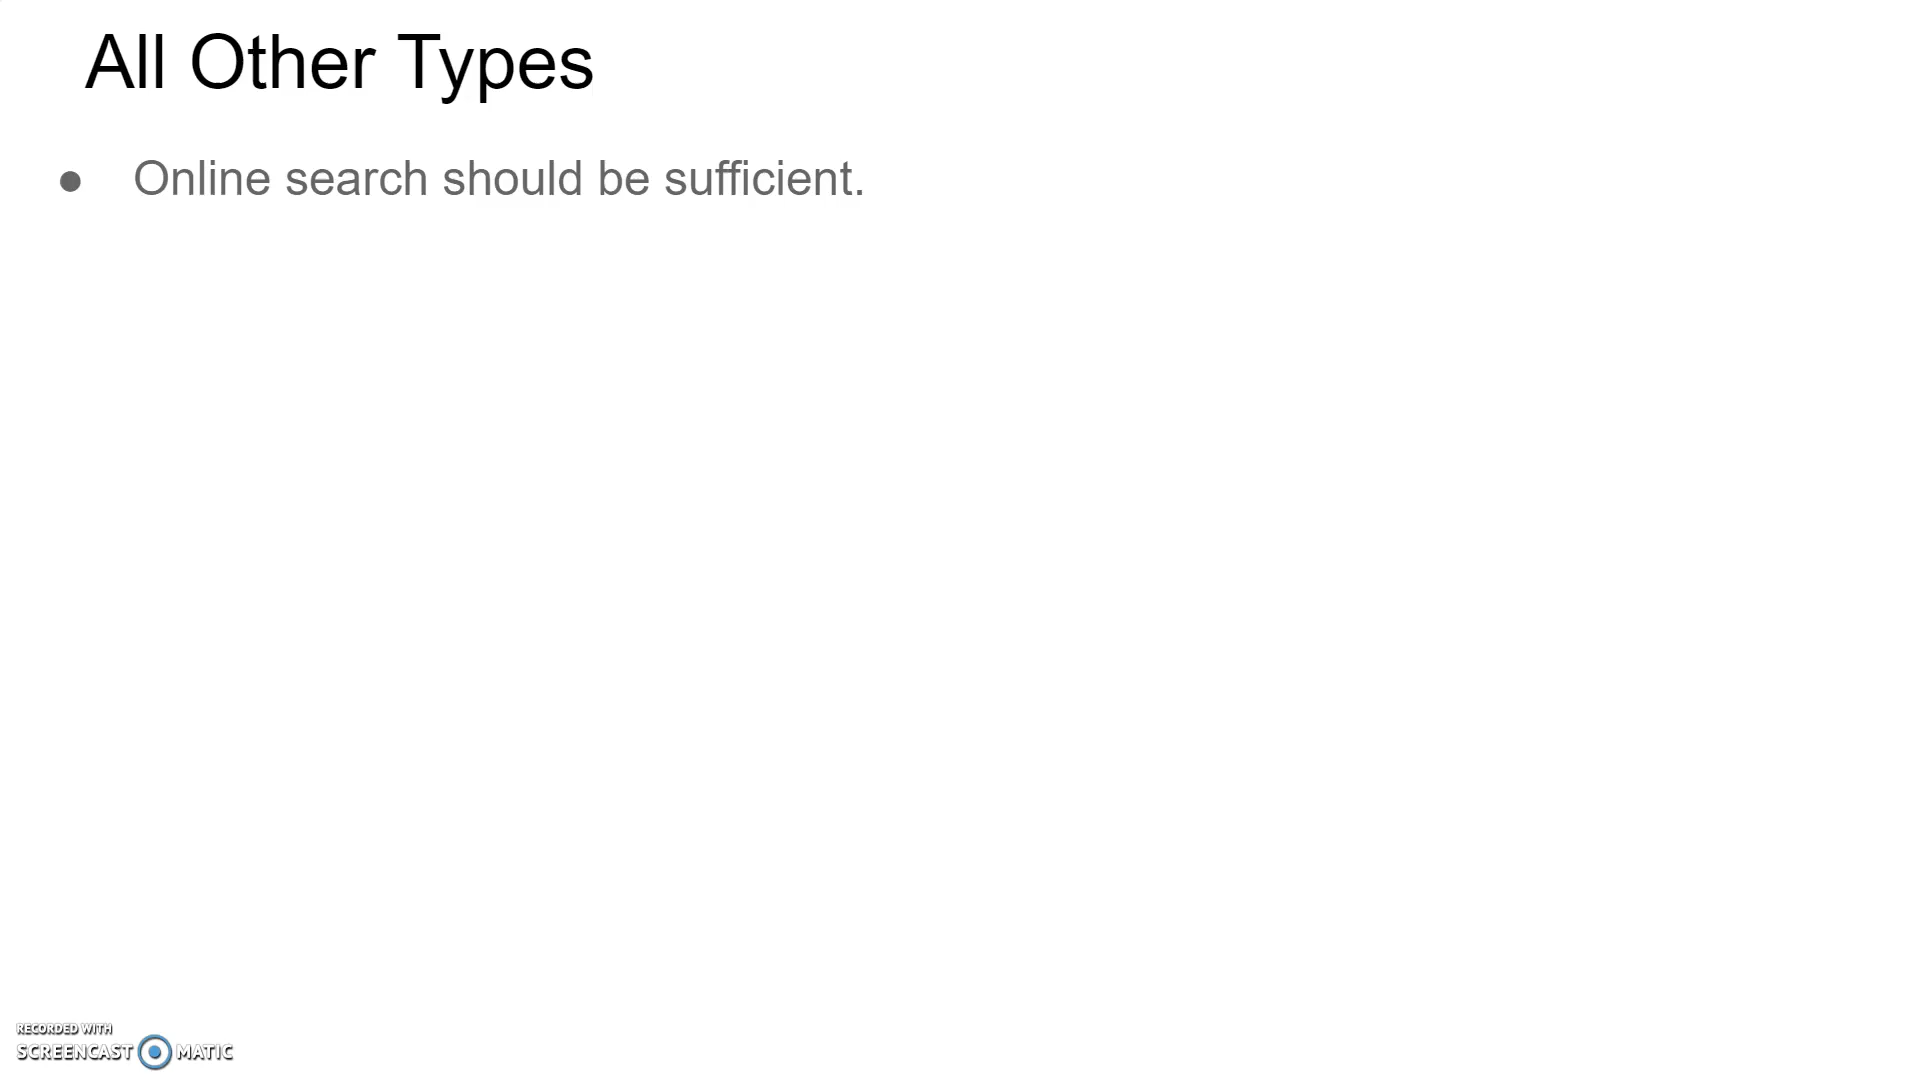 All Other Types
● Online search should be sufficient.
RECORDED WITH
SCREENCAST MATIC